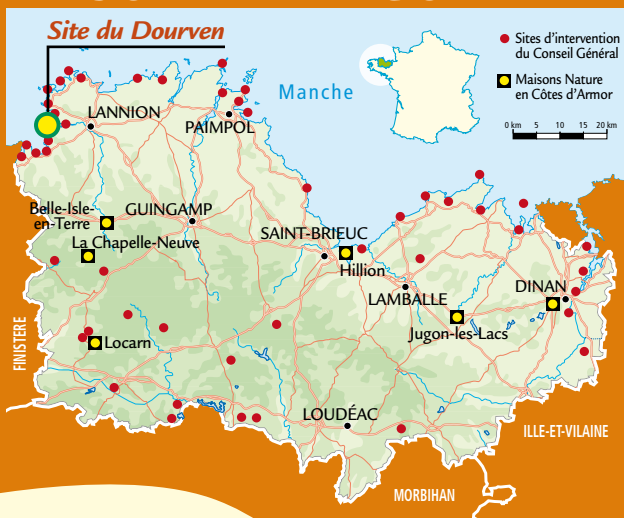 Site du Dourven
Sites d'intervention
du Conseil Général
Maisons Nature
en Côtes d'Armor
0 km 5 10 15 20 km
Manche
LANNION
PAIMPOL
Belle-Isle-
en-Terre
GUINGAMP
La Chapelle-Neuve
SAINT-BRIEUC
Hillion
LAMBALLE
DINAN
Jugon-les-Lacs
Locarn
FINISTERE
LOUDÉAC
ILLE-ET-VILAINE
MORBIHAN